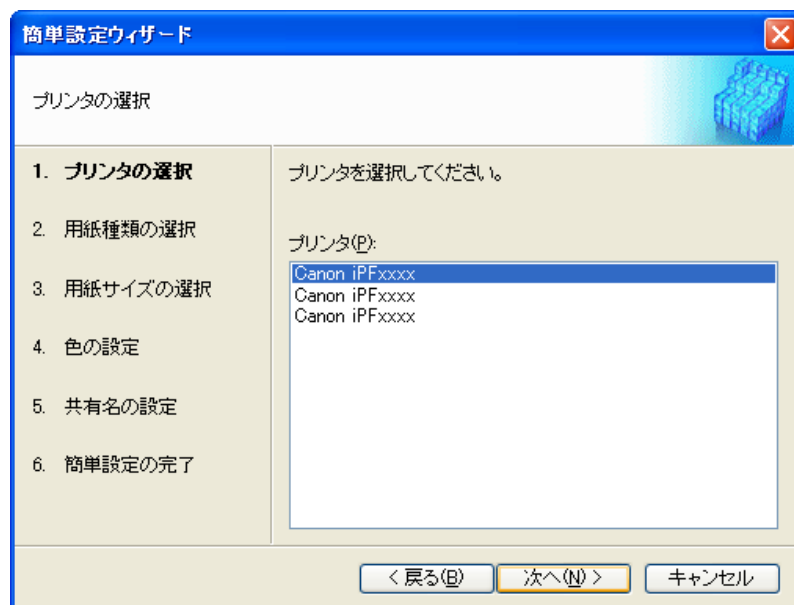 簡単設定ウィザード
プリンタの選択
1. プリンタの選択
2. 用紙種類の選択
3. 用紙サイズの選択
4. 色の設定
5. 共有名の設定
6. 簡単設定の完了
プリンタを選択してください。
プリンタ(P):
Canon iPFxxxx
Canon iPFxxxx
Canon iPFxxxx
< 戻る(B)
次へ(N) >
キャンセル